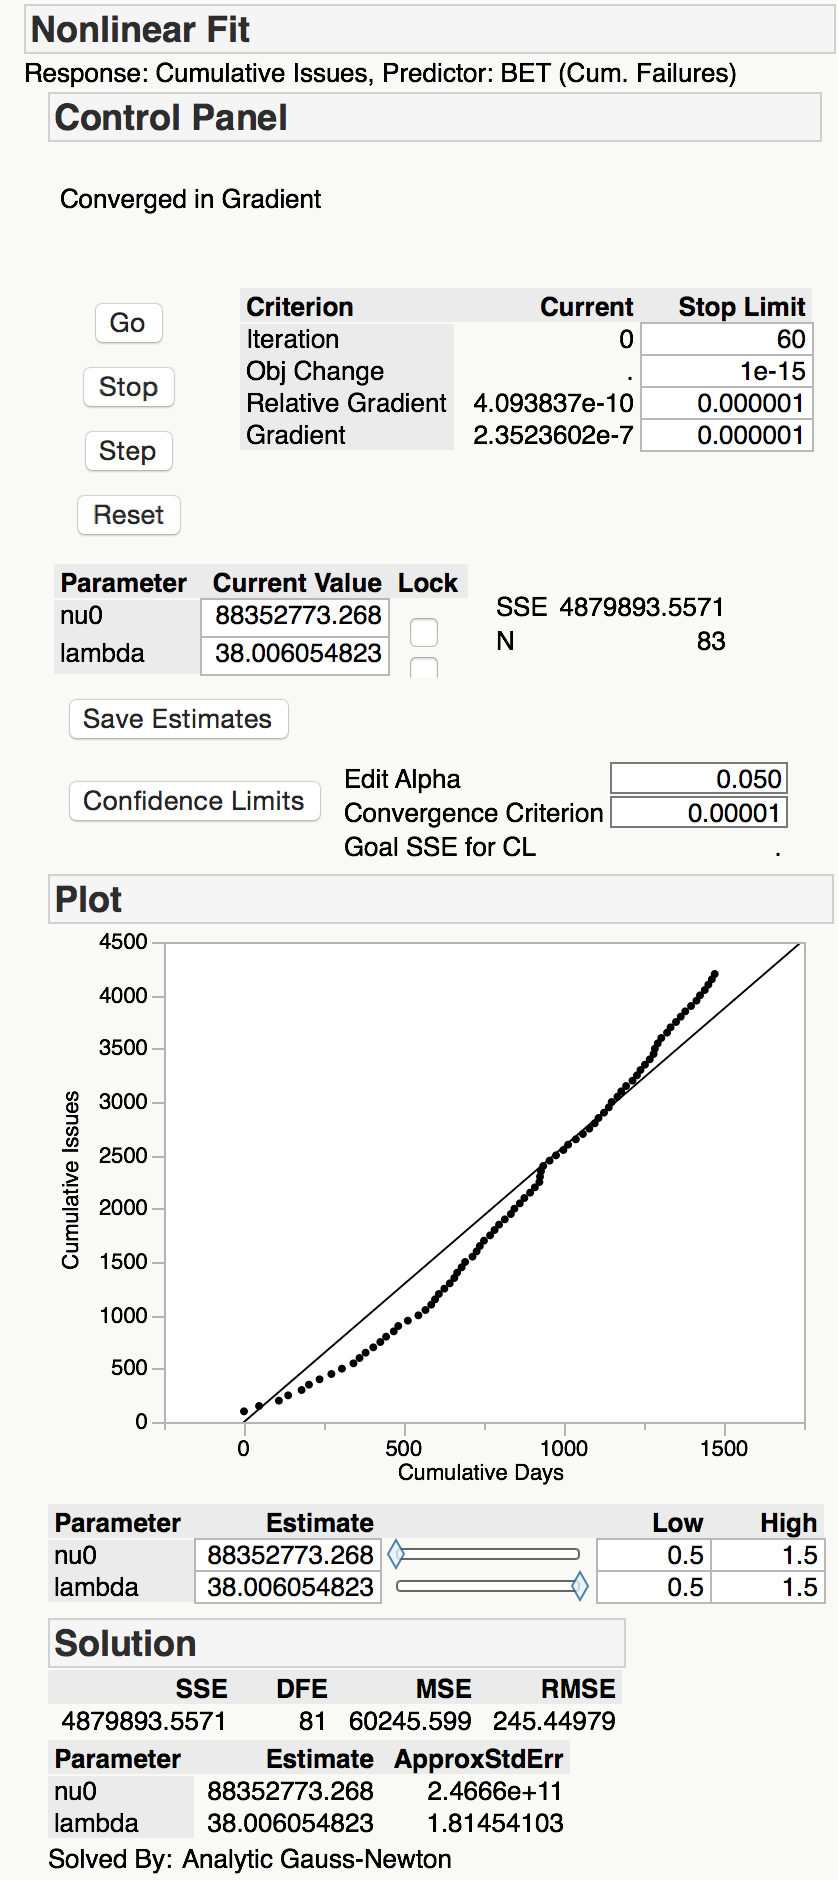 Nonlinear Fit
Response: Cumulative Issues, Predictor: BET (Cum. Failures)
Control Panel
Converged in Gradient
Go
Stop
Step
Reset
Criterion Current Stop Limit
Iteration 0 60
Obj Change . 1e-15
Relative Gradient 4.093837e-10 0.000001
Gradient 2.3523602e-7 0.000001
Parameter Current Value Lock
nu0 88352773.268
lambda 38.006054823
SSE 4879893.5571
N 83
Save Estimates
Confidence Limits
Edit Alpha 0.050
Convergence Criterion 0.00001
Goal SSE for CL .
Plot
4500
4000
3500
3000
2500
2000
1500
1000
500
0
Cumulative Issues
0 500 1000 1500
Cumulative Days
Parameter Estimate Low High
nu0 88352773.268 0.5 1.5
lambda 38.006054823 0.5 1.5
Solution
SSE DFE MSE RMSE
4879893.5571 81 60245.599 245.44979
Parameter Estimate ApproxStdErr
nu0 88352773.268 2.4666e+11
lambda 38.006054823 1.81454103
Solved By: Analytic Gauss-Newton